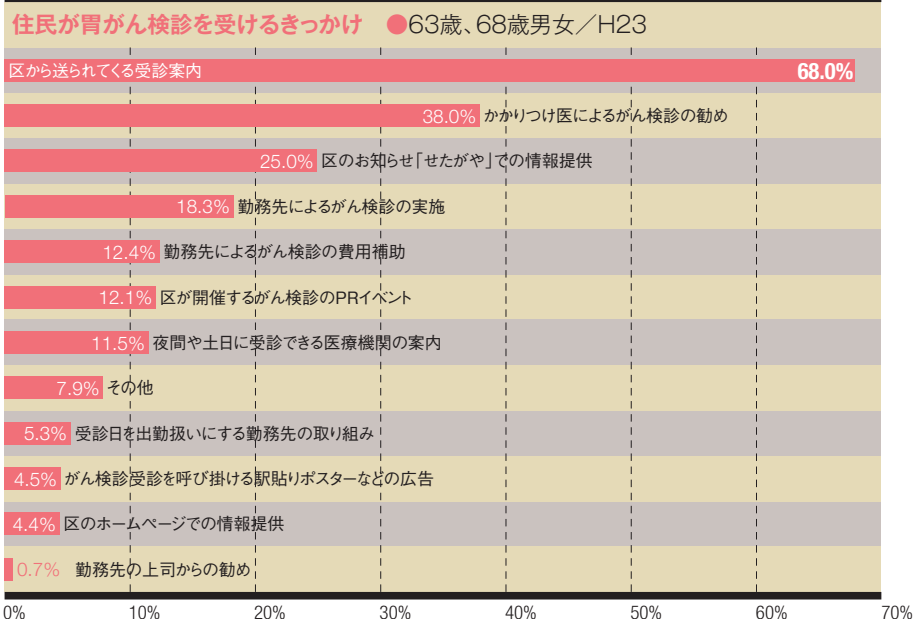 住民が胃がん検診を受けるきっかけ ●63歳、68歳男女／H23
区から送られてくる受診案内 68.0%
38.0% かかりつけ医によるがん検診の勧め
25.0% 区のお知らせ「せたがや」での情報提供
18.3% 勤務先によるがん検診の実施
12.4% 勤務先によるがん検診の費用補助
12.1% 区が開催するがん検診のPRイベント
11.5% 夜間や土日に受診できる医療機関の案内
7.9% その他
5.3% 受診日を出勤扱いにする勤務先の取り組み
4.5% がん検診受診を呼び掛ける駅貼りポスターなどの広告
4.4% 区のホームページでの情報提供
0.7% 勤務先の上司からの勧め
0% 10% 20% 30% 40% 50% 60% 70%